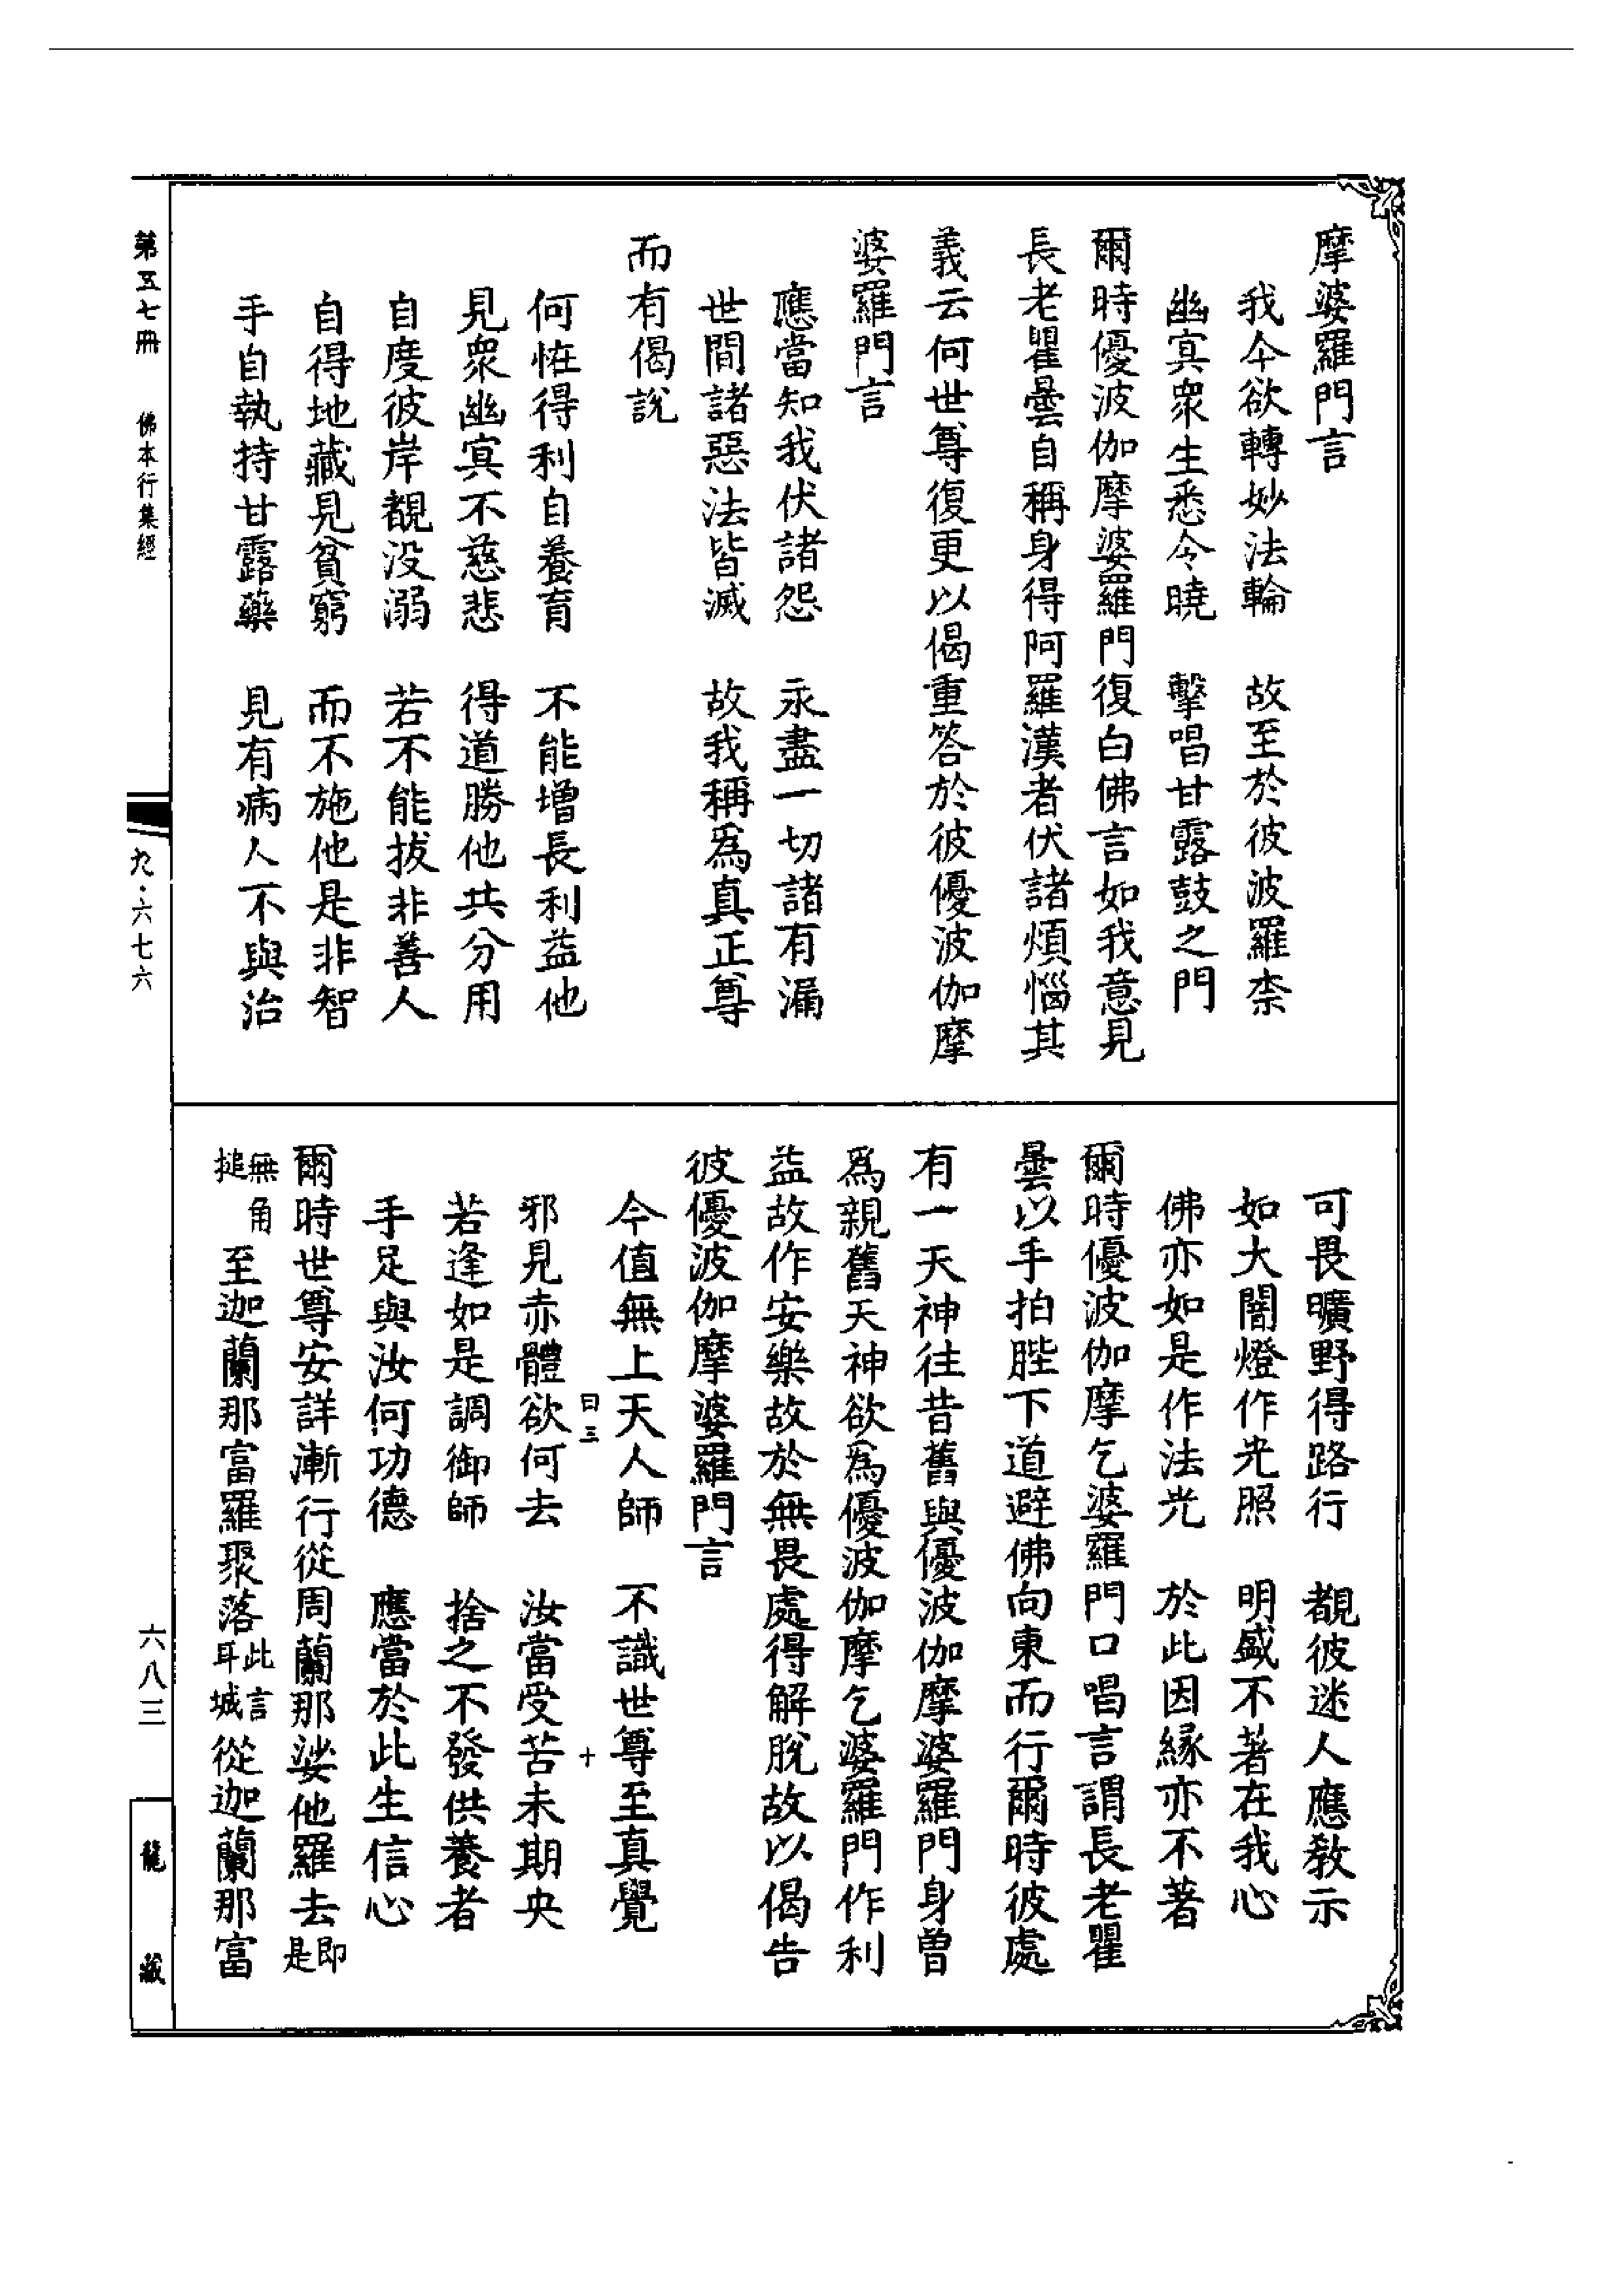 摩婆羅門言
我今欲轉妙法輪　故至於彼波羅柰
幽冥衆生悉令曉　擊唱甘露鼓之門
爾時優波伽摩婆羅門復白佛言如我意見
長老瞿曇自稱身得阿羅漢者伏諸煩惱其
義云何世尊復更以偈重答於彼優波伽摩
婆羅門言
應當知我伏諸怨　永盡一切諸有漏
世間諸惡法皆滅　故我稱爲真正尊
而有偈說
何恠得利自養育　不能增長利益他
見衆幽冥不慈悲　得道勝他共分用
自度彼岸覩没溺　若不能拔非善人
自得地藏見貧窮　而不施他是非智
手自執持甘露藥　見有病人不與治
可畏曠野得路行　覩彼迷人應教示
如大闇燈作光照　明盛不著在我心
佛亦如是作法光　於此因緣亦不著
爾時優波伽摩乞婆羅門口唱言謂長老瞿
曇以手拍䏶下道避佛向東而行爾時彼處
有一天神往昔舊與優波伽摩婆羅門身曾
爲親舊天神欲爲優波伽摩乞婆羅門作利
益故作安樂故於無畏處得解脫故以偈告
彼優波伽摩婆羅門言
今值無上天人師　不識世尊至真覺
曰三　十
邪見赤體欲何去　汝當受苦未期央
若逢如是調御師　捨之不發供養者
手足與汝何功德　應當於此生信心
爾時世尊安詳漸行從周蘭那娑他羅去即是
無角搥至迦蘭那富羅聚落此言耳城從迦蘭那富
第五七冊　佛本行集經
九·六七六
六八三
龍藏